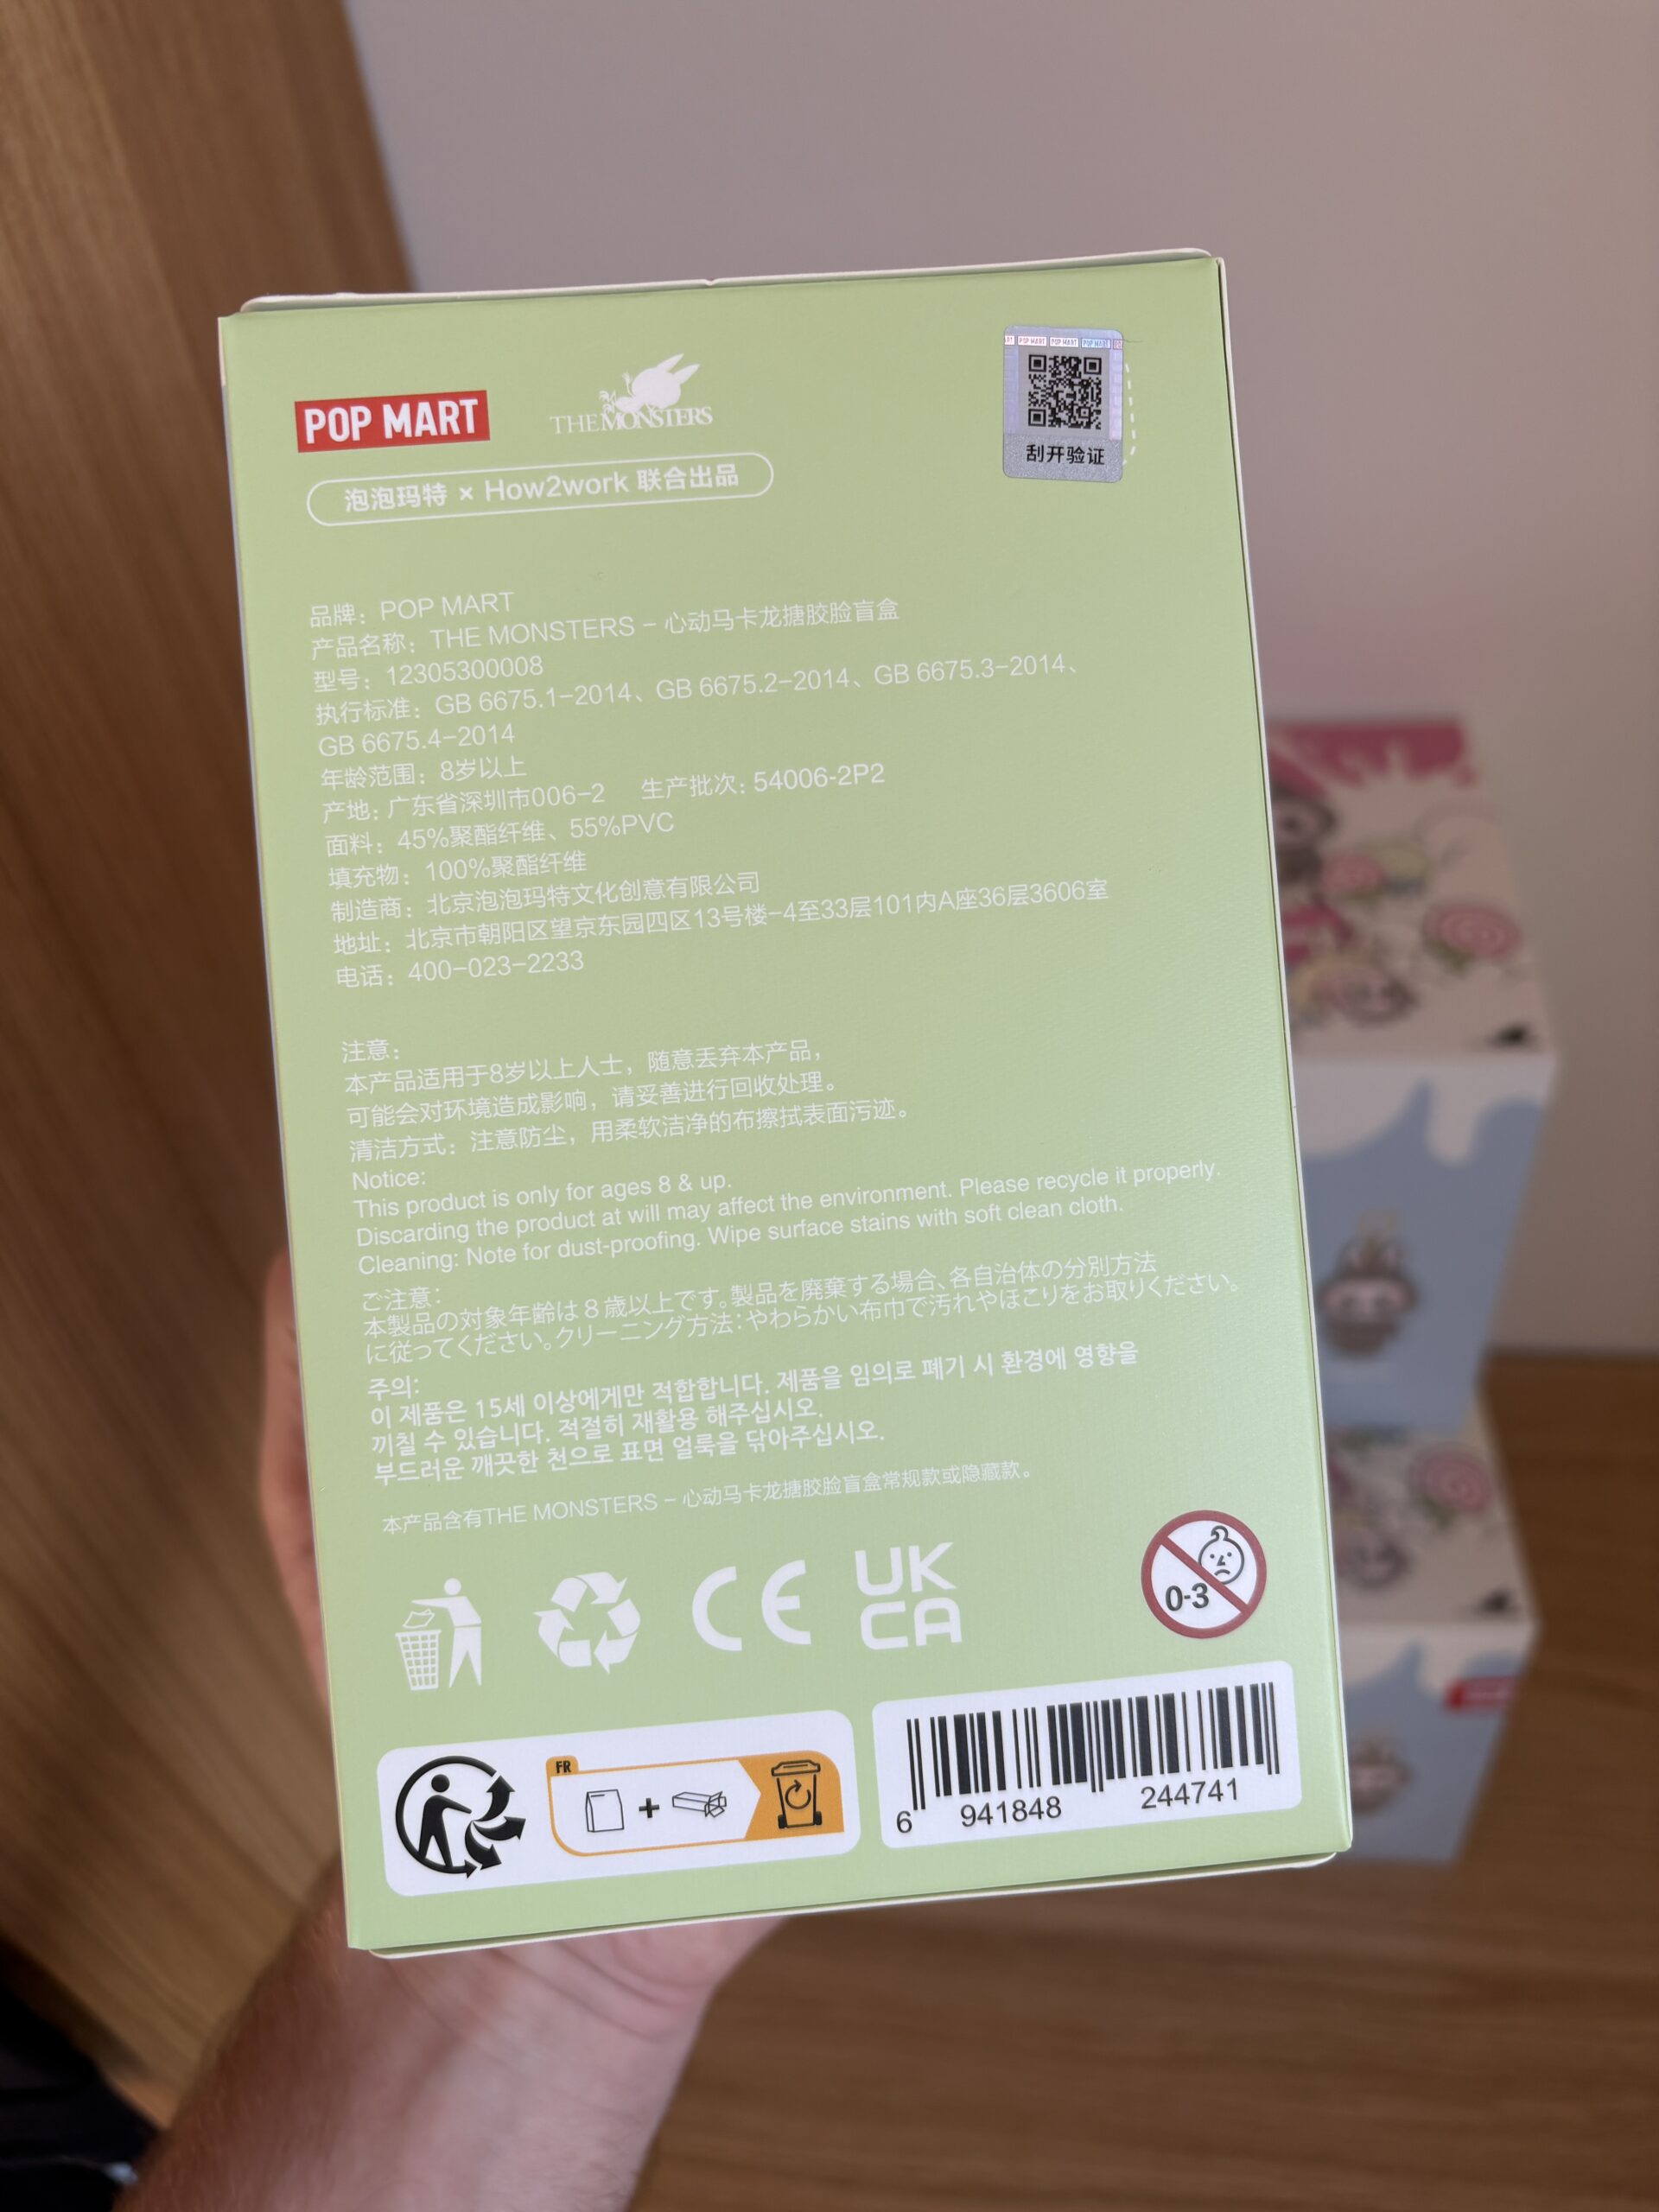 POP MART
THE MONSTERS
POP MART POP MART POP MART
刮开验证
泡泡玛特 × How2work 联合出品
品牌：POP MART
产品名称：THE MONSTERS – 心动马卡龙搪胶脸盲盒
型号：12305300008
执行标准：GB 6675.1–2014、GB 6675.2–2014、GB 6675.3–2014、
GB 6675.4–2014
年龄范围：8岁以上
产地：广东省深圳市006–2 生产批次：54006-2P2
面料：45%聚酯纤维、55%PVC
填充物：100%聚酯纤维
制造商：北京泡泡玛特文化创意有限公司
地址：北京市朝阳区望京东园四区13号楼–4至33层101内A座36层3606室
电话：400–023–2233
注意：
本产品适用于8岁以上人士，随意丢弃本产品，
可能会对环境造成影响，请妥善进行回收处理。
清洁方式：注意防尘，用柔软洁净的布擦拭表面污迹。
Notice:
This product is only for ages 8 & up.
Discarding the product at will may affect the environment. Please recycle it properly.
Cleaning: Note for dust-proofing. Wipe surface stains with soft clean cloth.
ご注意：
本製品の対象年齢は8歳以上です。製品を廃棄する場合、各自治体の分別方法
に従ってください。クリーニング方法：やわらかい布巾で汚れやほこりをお取りください。
주의:
이 제품은 15세 이상에게만 적합합니다. 제품을 임의로 폐기 시 환경에 영향을
끼칠 수 있습니다. 적절히 재활용 해주십시오.
부드러운 깨끗한 천으로 표면 얼룩을 닦아주십시오.
本产品含有THE MONSTERS – 心动马卡龙搪胶脸盲盒常规款或隐藏款。
CE
UK
CA
0-3
FR
+
6 941848 244741